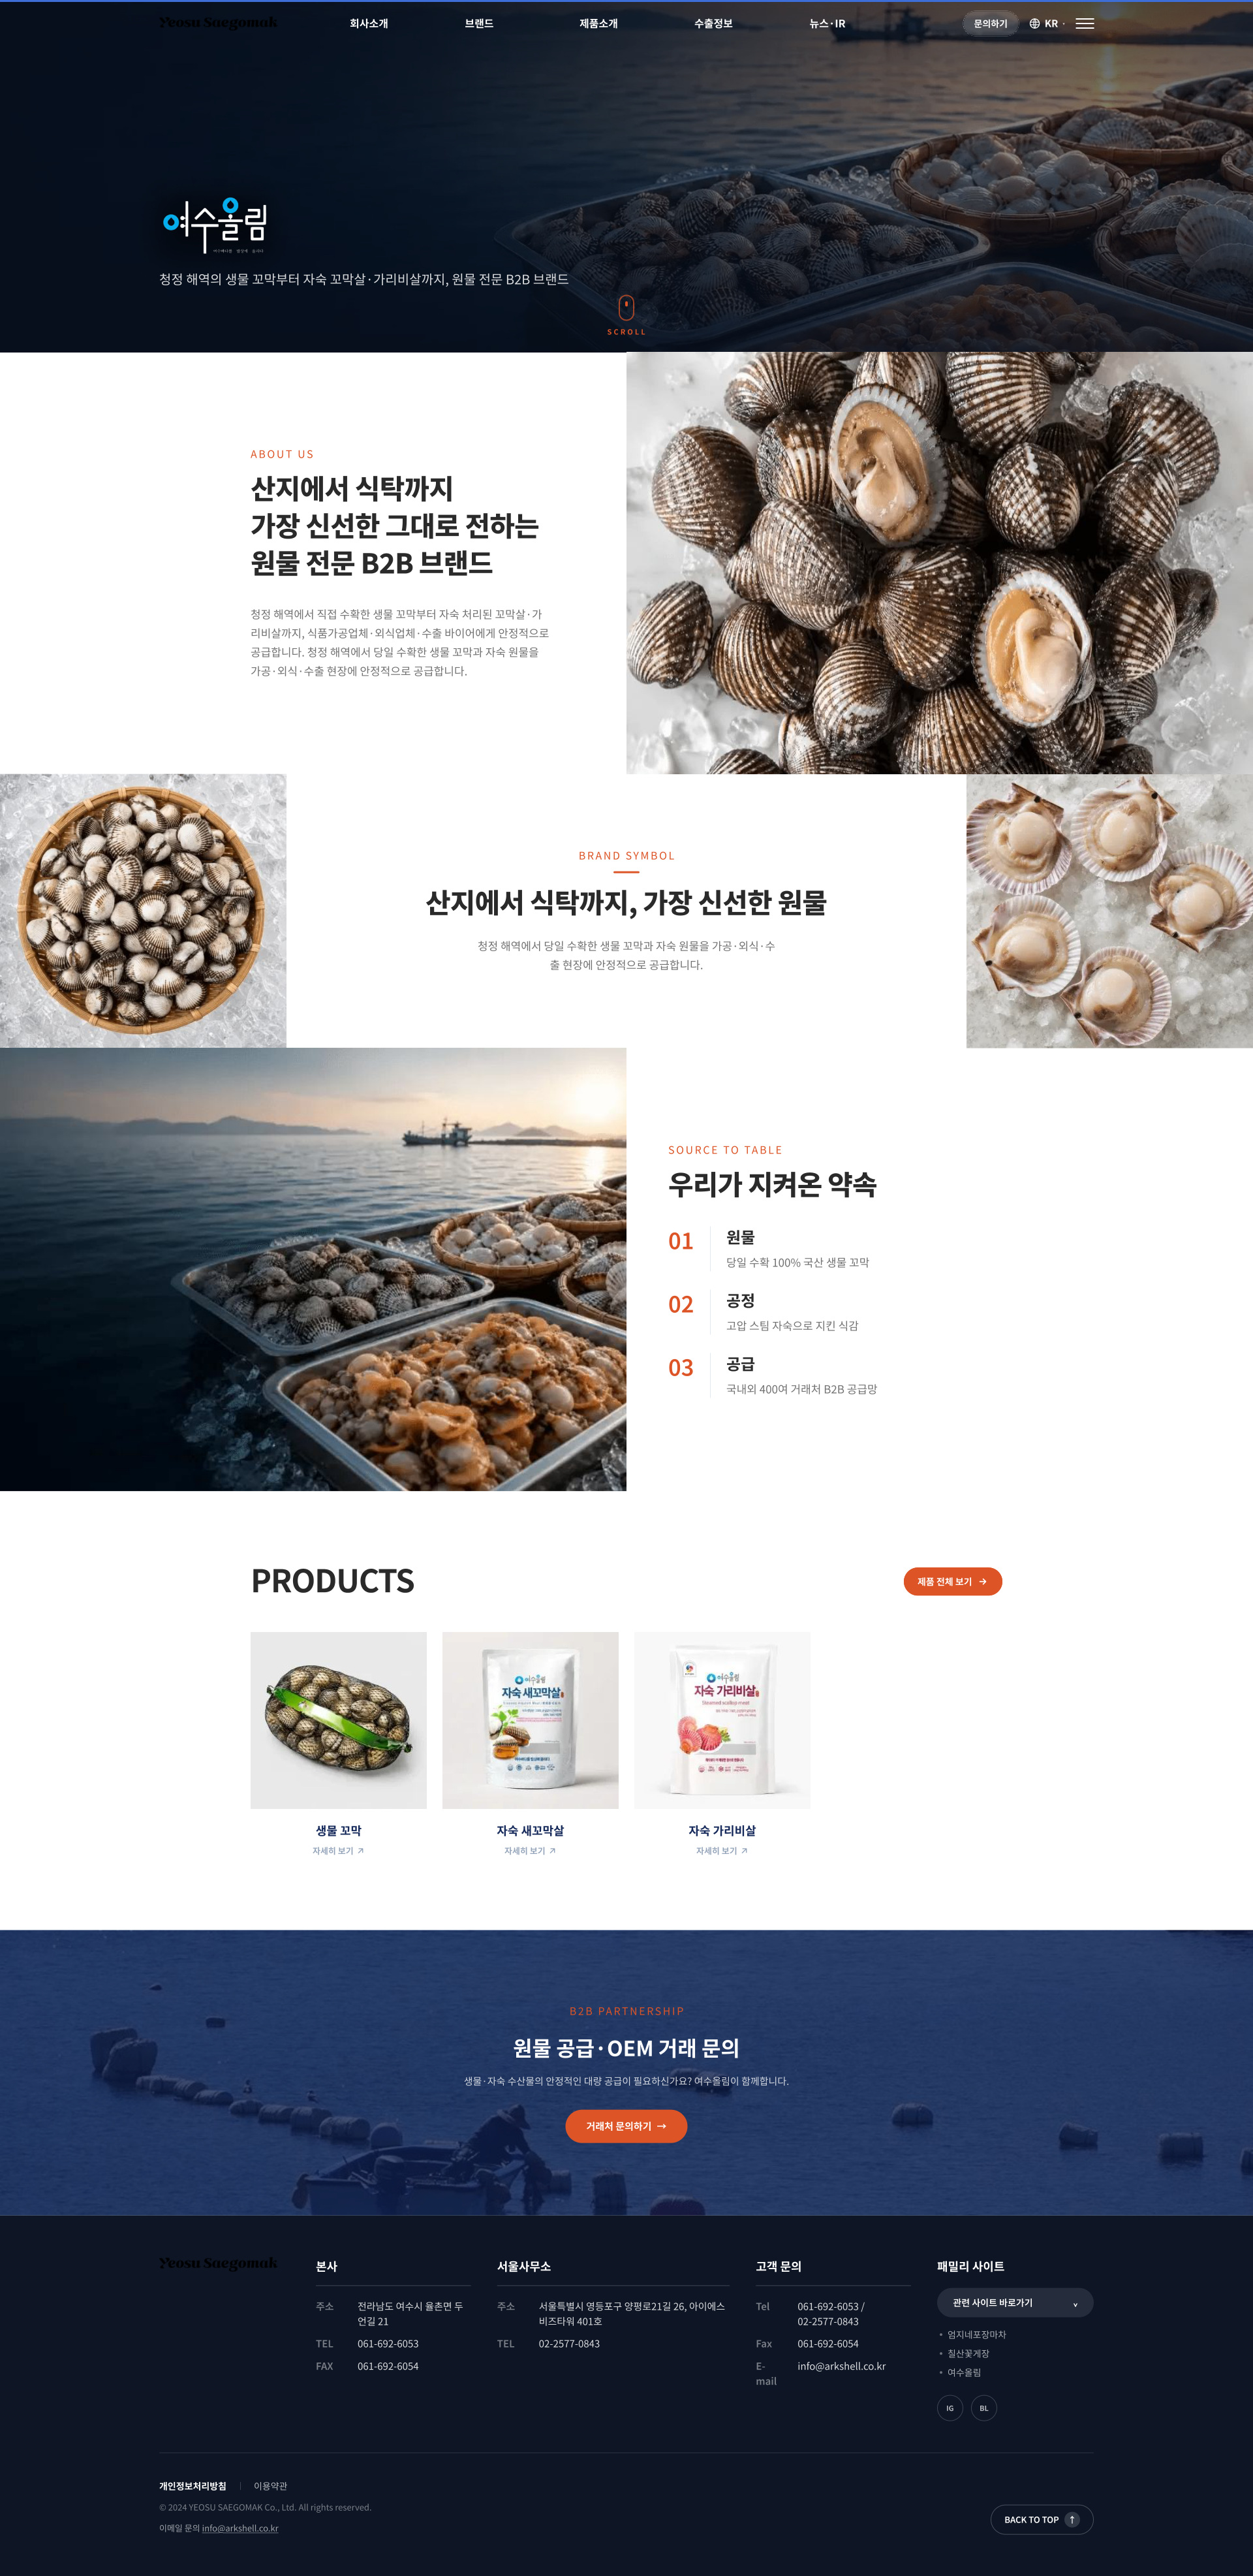 Yeosu Saegomak
회사소개
브랜드
제품소개
수출정보
뉴스·IR
문의하기
KR
여수올림
청정 해역의 생물 꼬막부터 자숙 꼬막살·가리비살까지, 원물 전문 B2B 브랜드
SCROLL
ABOUT US
산지에서 식탁까지
가장 신선한 그대로 전하는
원물 전문 B2B 브랜드
청정 해역에서 직접 수확한 생물 꼬막부터 자숙 처리된 꼬막살·가
리비살까지, 식품가공업체·외식업체·수출 바이어에게 안정적으로
공급합니다. 청정 해역에서 당일 수확한 생물 꼬막과 자숙 원물을
가공·외식·수출 현장에 안정적으로 공급합니다.
BRAND SYMBOL
산지에서 식탁까지, 가장 신선한 원물
청정 해역에서 당일 수확한 생물 꼬막과 자숙 원물을 가공·외식·수
출 현장에 안정적으로 공급합니다.
SOURCE TO TABLE
우리가 지켜온 약속
01 원물
당일 수확 100% 국산 생물 꼬막
02 공정
고압 스팀 자숙으로 지킨 식감
03 공급
국내외 400여 거래처 B2B 공급망
PRODUCTS
제품 전체 보기 →
여수올림
자숙 새꼬막살
여수올림
자숙 가리비살
Steamed scallop meat
생물 꼬막
자세히 보기 ↗
자숙 새꼬막살
자세히 보기 ↗
자숙 가리비살
자세히 보기 ↗
B2B PARTNERSHIP
원물 공급·OEM 거래 문의
생물·자숙 수산물의 안정적인 대량 공급이 필요하신가요? 여수올림이 함께합니다.
거래처 문의하기 →
Yeosu Saegomak
본사
주소 전라남도 여수시 율촌면 두
언길 21
TEL 061-692-6053
FAX 061-692-6054
서울사무소
주소 서울특별시 영등포구 양평로21길 26, 아이에스
비즈타워 401호
TEL 02-2577-0843
고객 문의
Tel 061-692-6053 /
02-2577-0843
Fax 061-692-6054
E-
mail info@arkshell.co.kr
패밀리 사이트
관련 사이트 바로가기
엄지네포장마차
칠산꽃게장
여수올림
IG
BL
개인정보처리방침 | 이용약관
© 2024 YEOSU SAEGOMAK Co., Ltd. All rights reserved.
이메일 문의 info@arkshell.co.kr
BACK TO TOP ↑